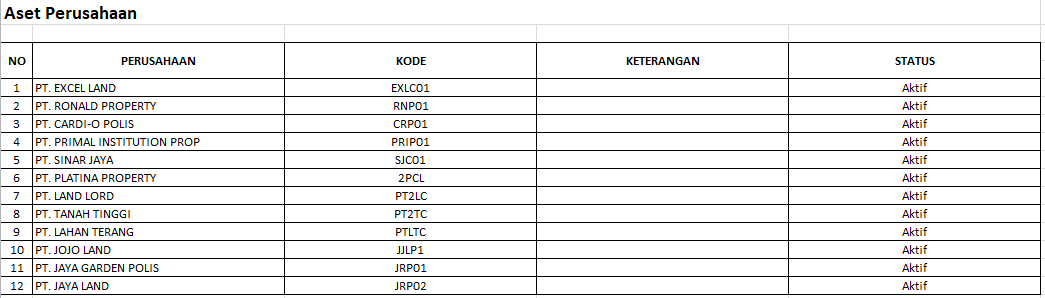 Aset Perusahaan
NO PERUSAHAAN KODE KETERANGAN STATUS
1 PT. EXCEL LAND EXLC01 Aktif
2 PT. RONALD PROPERTY RNP01 Aktif
3 PT. CARDI-O POLIS CRP01 Aktif
4 PT. PRIMAL INSTITUTION PROP PRIP01 Aktif
5 PT. SINAR JAYA SJC01 Aktif
6 PT. PLATINA PROPERTY 2PCL Aktif
7 PT. LAND LORD PT2LC Aktif
8 PT. TANAH TINGGI PT2TC Aktif
9 PT. LAHAN TERANG PTLTC Aktif
10 PT. JOJO LAND JJLP1 Aktif
11 PT. JAYA GARDEN POLIS JRP01 Aktif
12 PT. JAYA LAND JRP02 Aktif